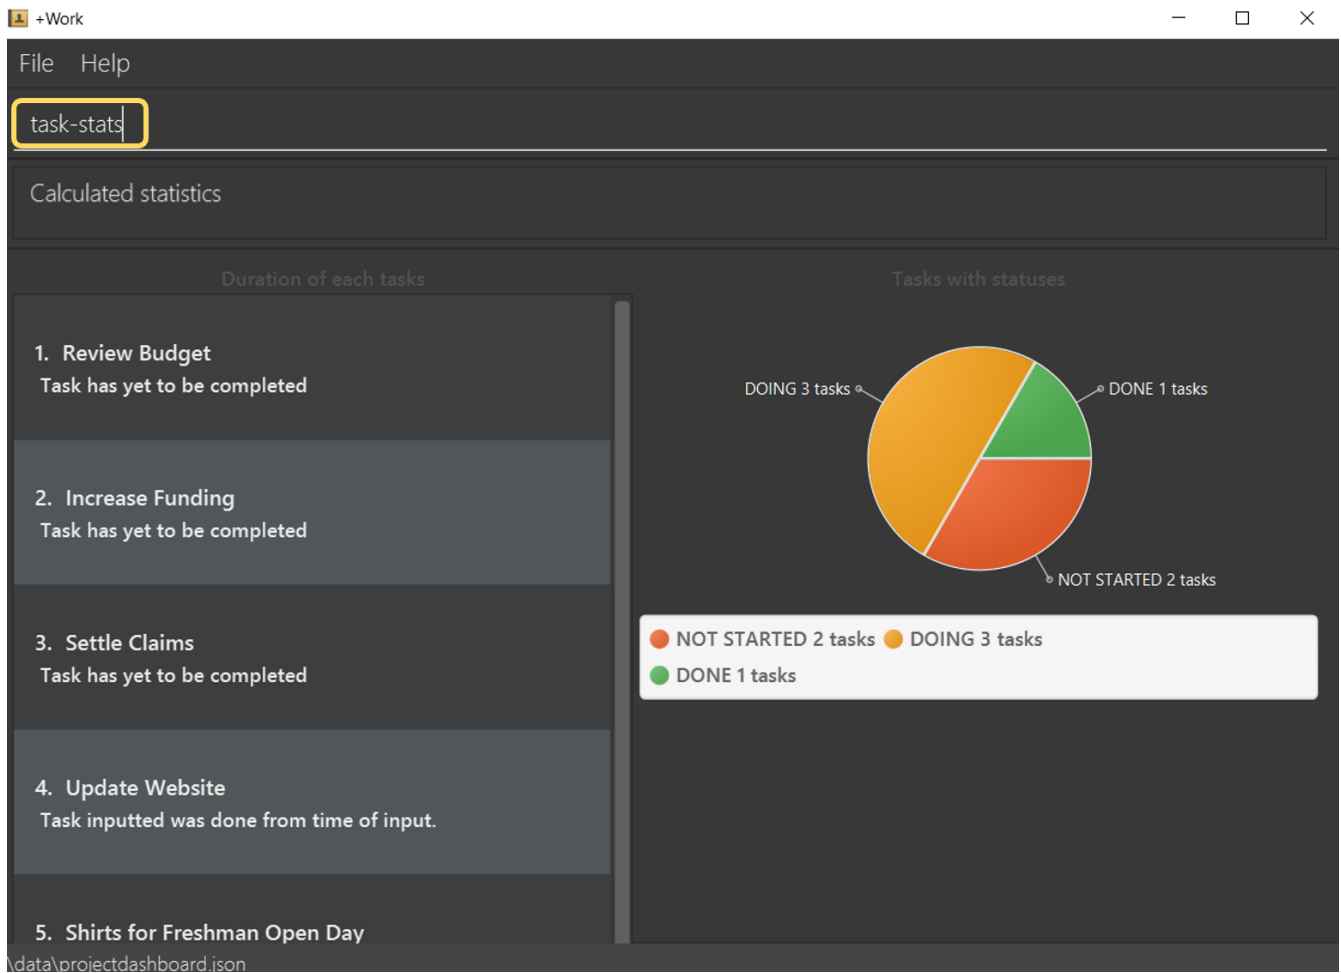 +Work
File Help
task-stats
Calculated statistics
Duration of each tasks
1. Review Budget
Task has yet to be completed
2. Increase Funding
Task has yet to be completed
3. Settle Claims
Task has yet to be completed
4. Update Website
Task inputted was done from time of input.
5. Shirts for Freshman Open Day
Tasks with statuses
DOING 3 tasks
DONE 1 tasks
NOT STARTED 2 tasks
NOT STARTED 2 tasks DOING 3 tasks
DONE 1 tasks
\data\projectdashboard.json